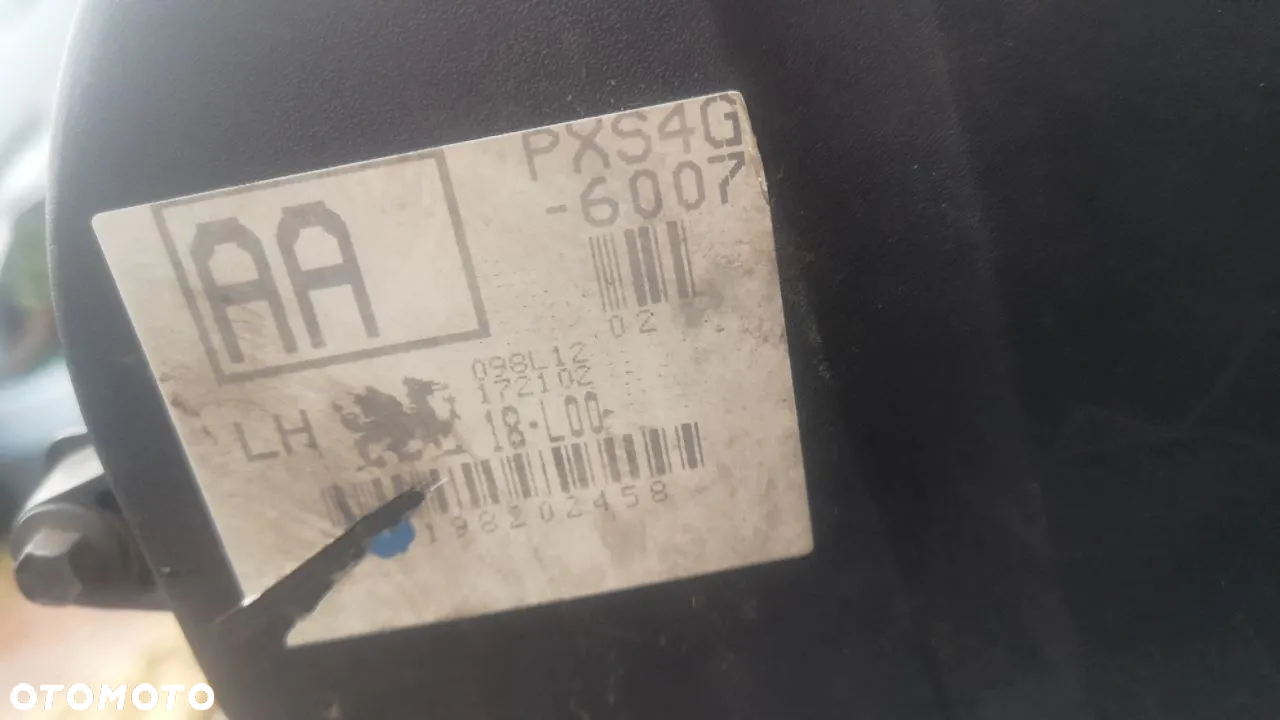 PXS4G
-6007
AA
02
098L12
172102
LH
18·L00-
198202458
OTOMOTO